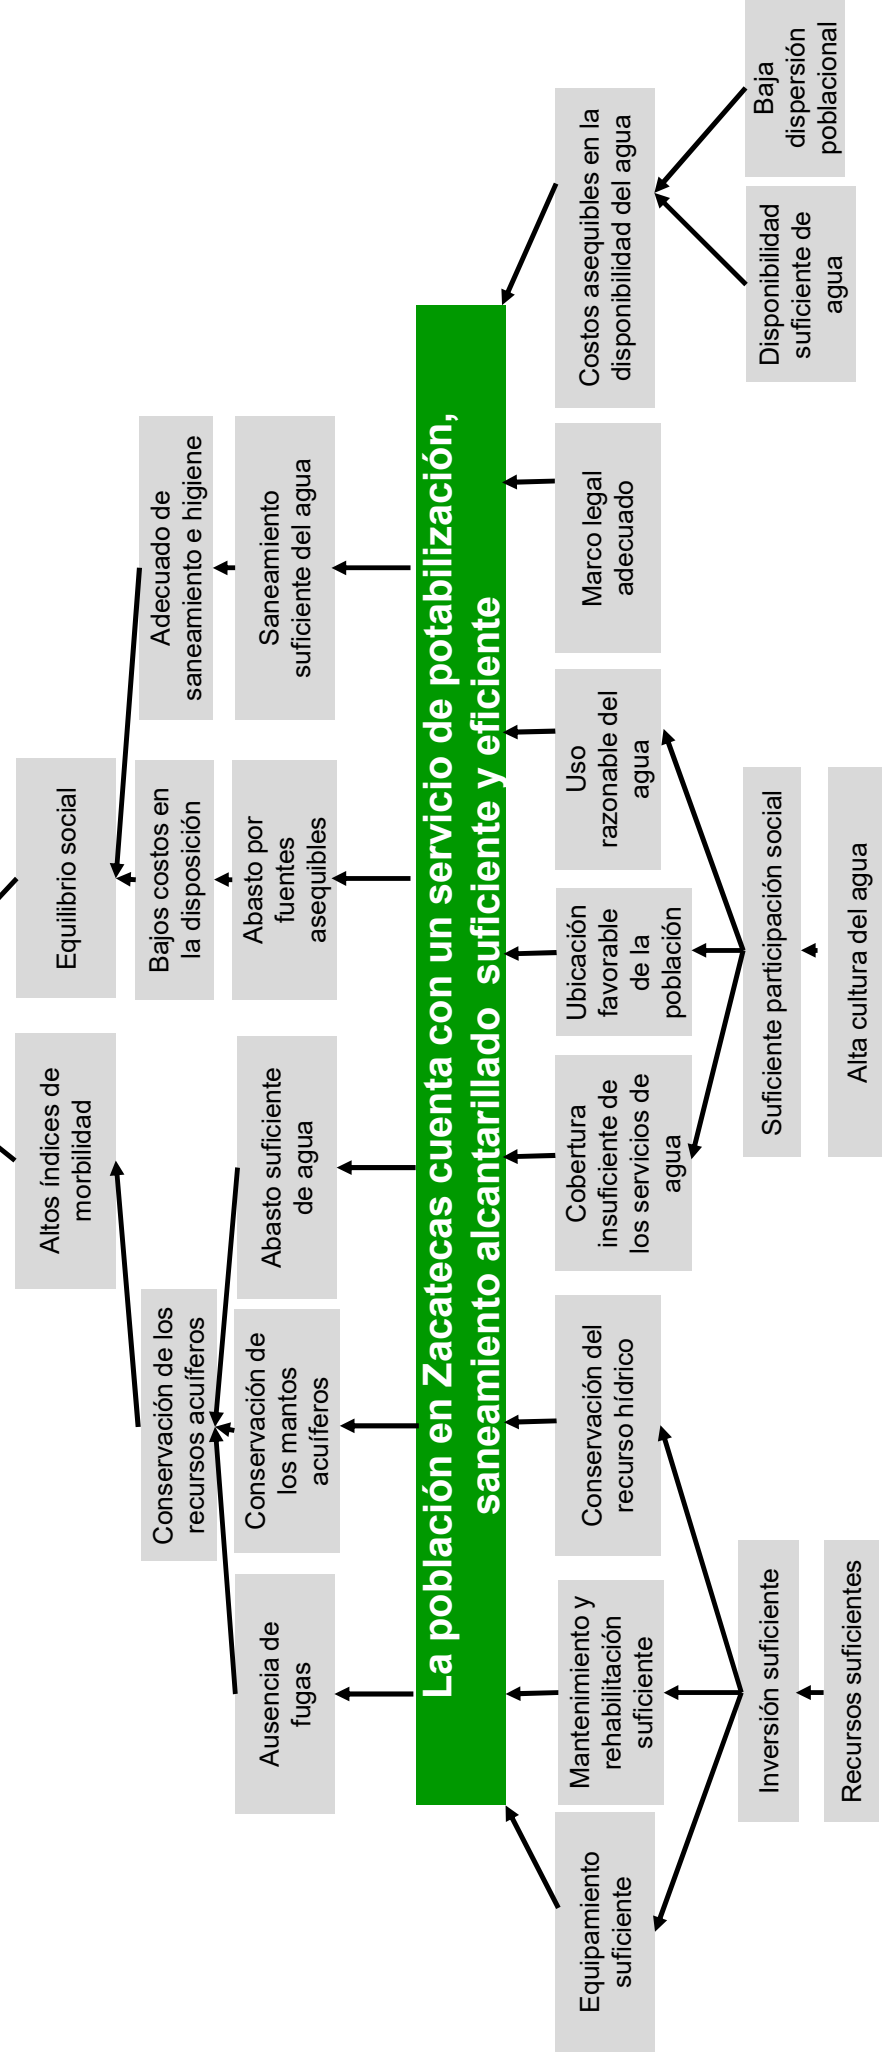 Altos índices de
morbilidad
Equilibrio social
Conservación de los
recursos acuíferos
Bajos costos en
la disposición
Adecuado de
saneamiento e higiene
Ausencia de
fugas
Conservación de
los mantos
acuíferos
Abasto suficiente
de agua
Abasto por
fuentes
asequibles
Saneamiento
suficiente del agua
La población en Zacatecas cuenta con un servicio de potabilización,
saneamiento alcantarillado suficiente y eficiente
Equipamiento
suficiente
Mantenimiento y
rehabilitación
suficiente
Conservación del
recurso hídrico
Cobertura
insuficiente de
los servicios de
agua
Ubicación
favorable
de la
población
Uso
razonable del
agua
Marco legal
adecuado
Costos asequibles en la
disponibilidad del agua
Inversión suficiente
Suficiente participación social
Disponibilidad
suficiente de
agua
Baja
dispersión
poblacional
Recursos suficientes
Alta cultura del agua